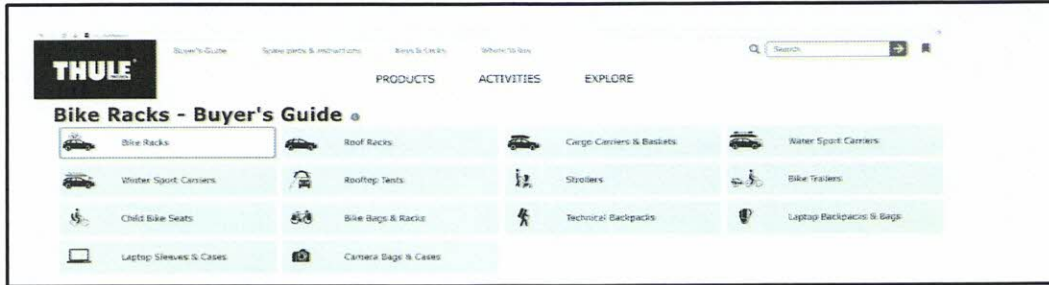 Buyer's Guide Spare parts & instructions Keys & Locks Where to buy
Search
THULE
PRODUCTS ACTIVITIES EXPLORE
Bike Racks - Buyer's Guide
Bike Racks Roof Racks Cargo Carriers & Baskets Water Sport Carriers
Winter Sport Carriers Rooftop Tents Strollers Bike Trailers
Child Bike Seats Bike Bags & Racks Technical Backpacks Laptop Backpacks & Bags
Laptop Sleeves & Cases Camera Bags & Cases